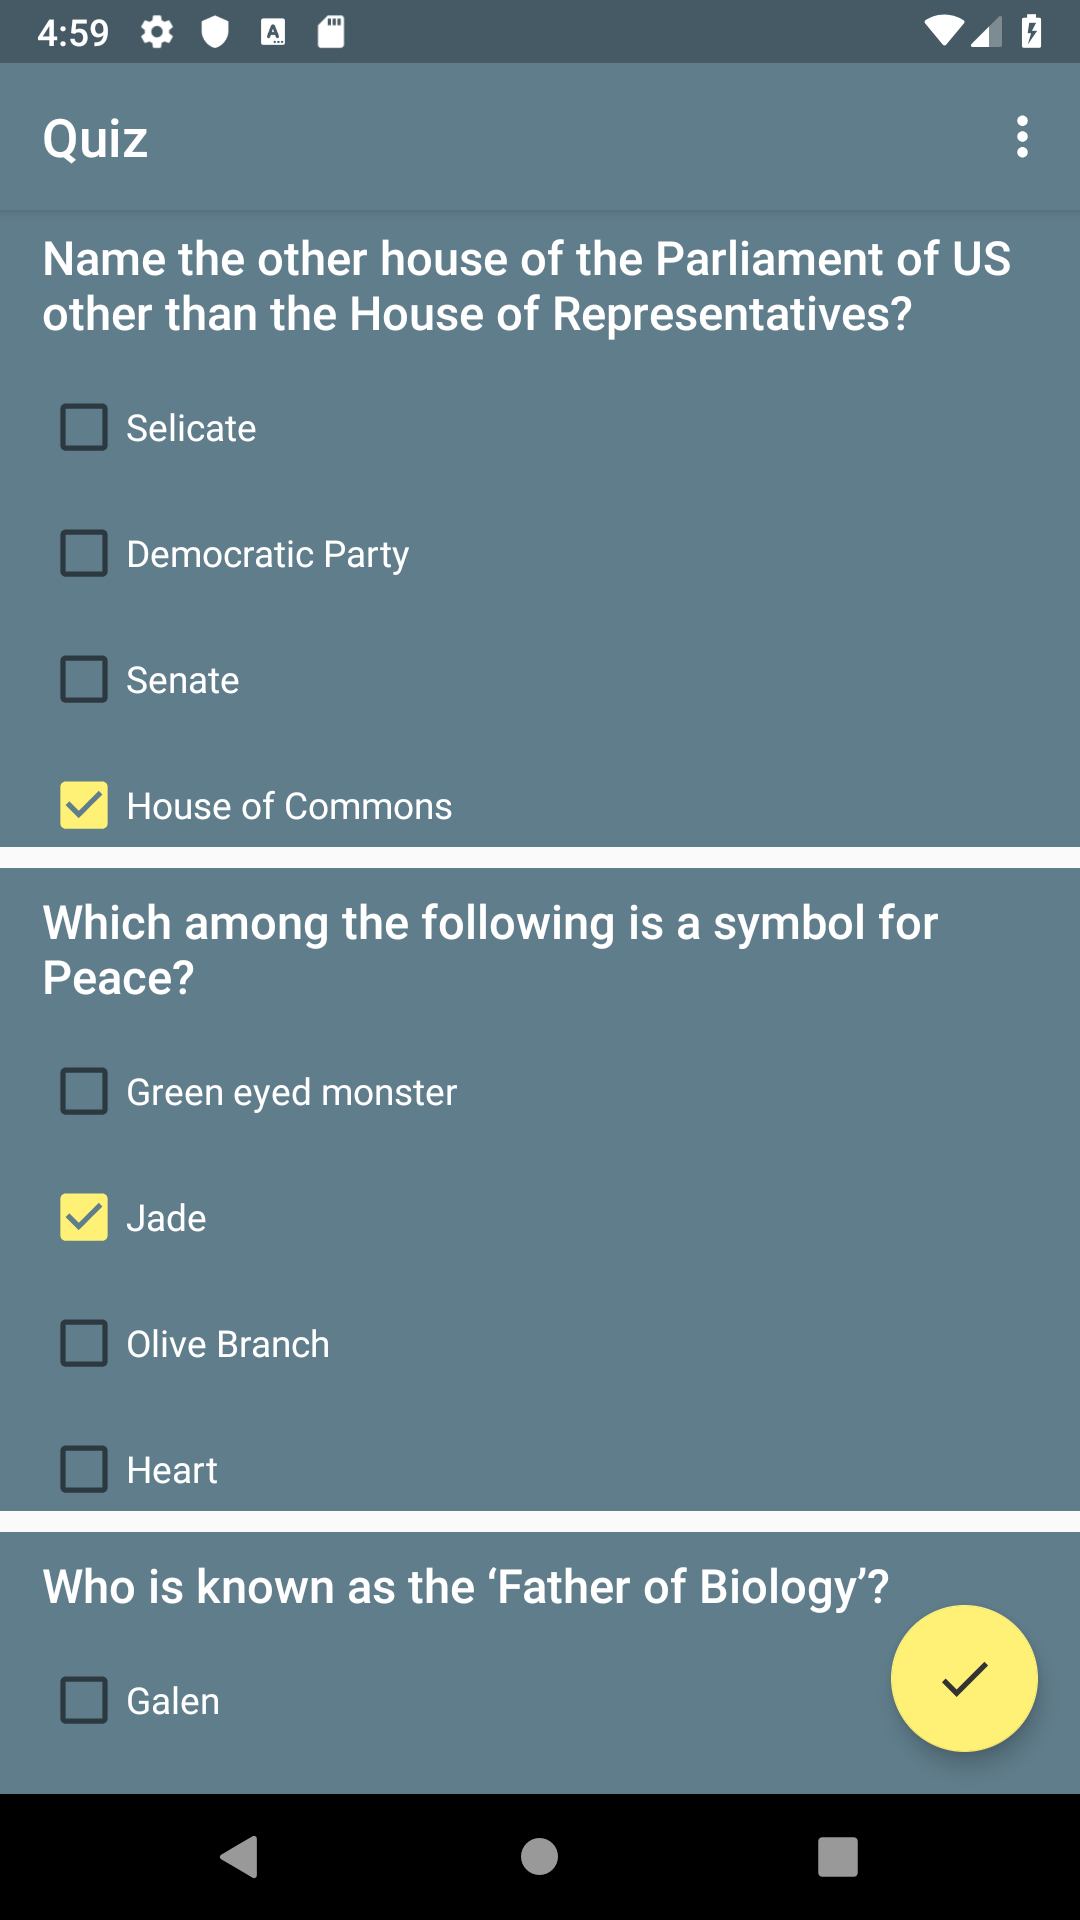 4:59
Quiz
Name the other house of the Parliament of US
other than the House of Representatives?
Selicate
Democratic Party
Senate
House of Commons
Which among the following is a symbol for
Peace?
Green eyed monster
Jade
Olive Branch
Heart
Who is known as the ‘Father of Biology’?
Galen